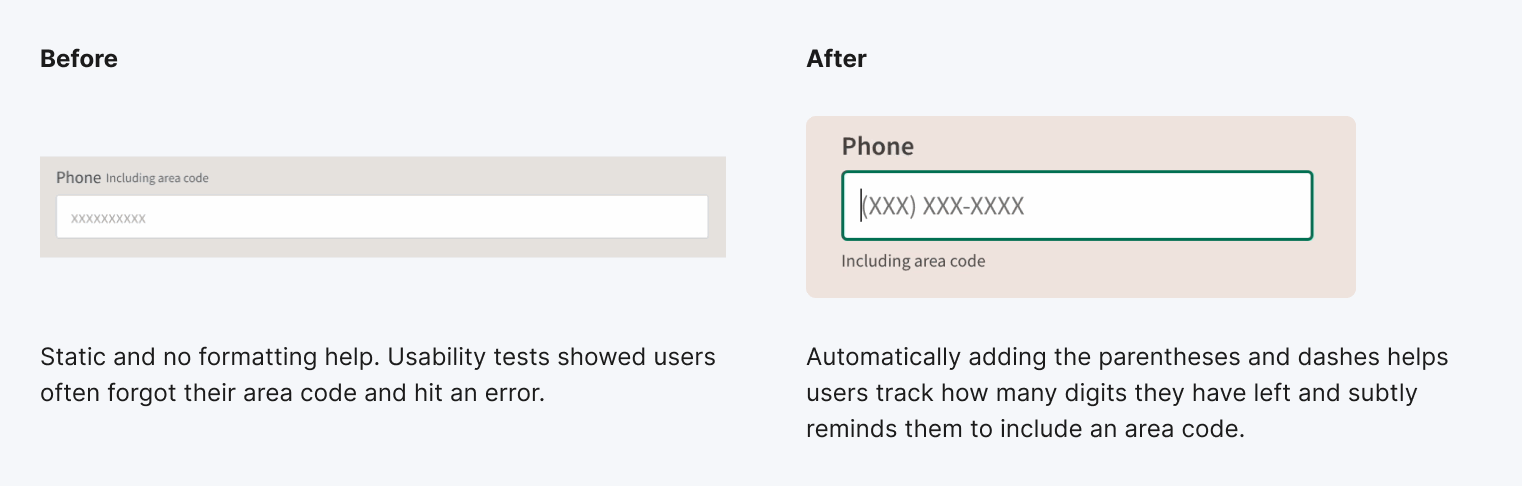 Before
Phone Including area code
xxxxxxxxxx
Static and no formatting help. Usability tests showed users
often forgot their area code and hit an error.
After
Phone
(XXX) XXX-XXXX
Including area code
Automatically adding the parentheses and dashes helps
users track how many digits they have left and subtly
reminds them to include an area code.